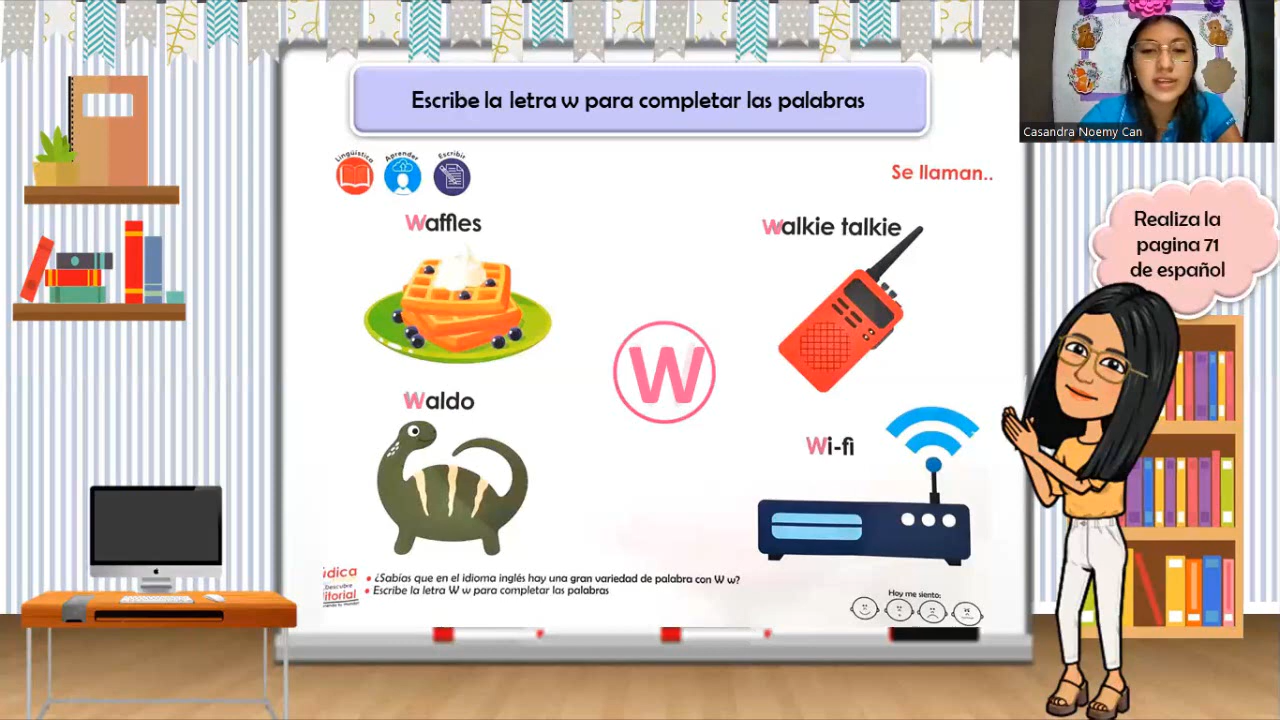 Escribe la letra w para completar las palabras
Casandra Noemy Can
Lingüística Aprender Escribir
Se llaman..
Waffles
walkie talkie
Realiza la
pagina 71
de español
W
Waldo
Wi-fi
¿Sabías que en el idioma inglés hay una gran variedad de palabra con W w?
Escribe la letra W w para completar las palabras
Hoy me siento: